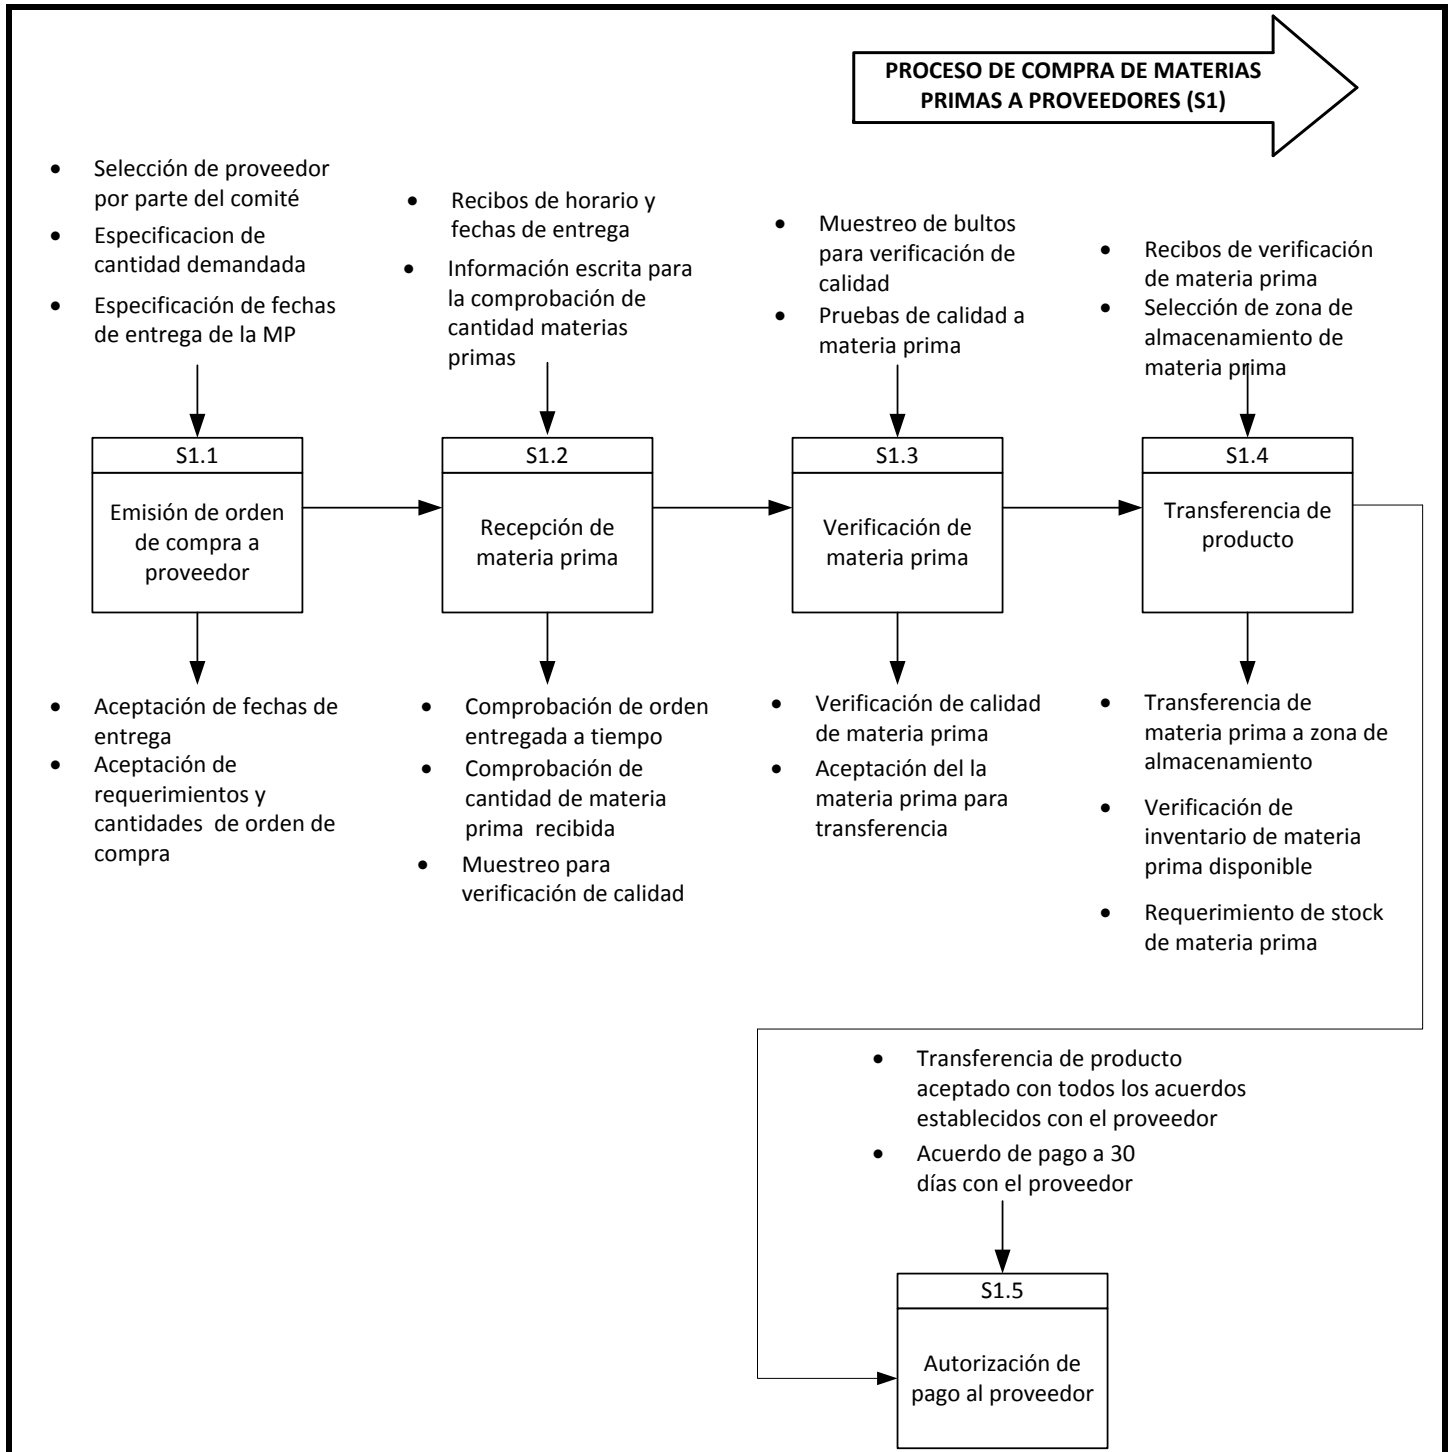 PROCESO DE COMPRA DE MATERIAS
PRIMAS A PROVEEDORES (S1)
• Selección de proveedor
por parte del comité
• Especificacion de
cantidad demandada
• Especificación de fechas
de entrega de la MP
• Recibos de horario y
fechas de entrega
• Información escrita para
la comprobación de
cantidad materias
primas
• Muestreo de bultos
para verificación de
calidad
• Pruebas de calidad a
materia prima
• Recibos de verificación
de materia prima
• Selección de zona de
almacenamiento de
materia prima
S1.1
Emisión de orden
de compra a
proveedor
S1.2
Recepción de
materia prima
S1.3
Verificación de
materia prima
S1.4
Transferencia de
producto
• Aceptación de fechas de
entrega
• Aceptación de
requerimientos y
cantidades de orden de
compra
• Comprobación de orden
entregada a tiempo
• Comprobación de
cantidad de materia
prima recibida
• Muestreo para
verificación de calidad
• Verificación de calidad
de materia prima
• Aceptación del la
materia prima para
transferencia
• Transferencia de
materia prima a zona de
almacenamiento
• Verificación de
inventario de materia
prima disponible
• Requerimiento de stock
de materia prima
• Transferencia de producto
aceptado con todos los acuerdos
establecidos con el proveedor
• Acuerdo de pago a 30
días con el proveedor
S1.5
Autorización de
pago al proveedor